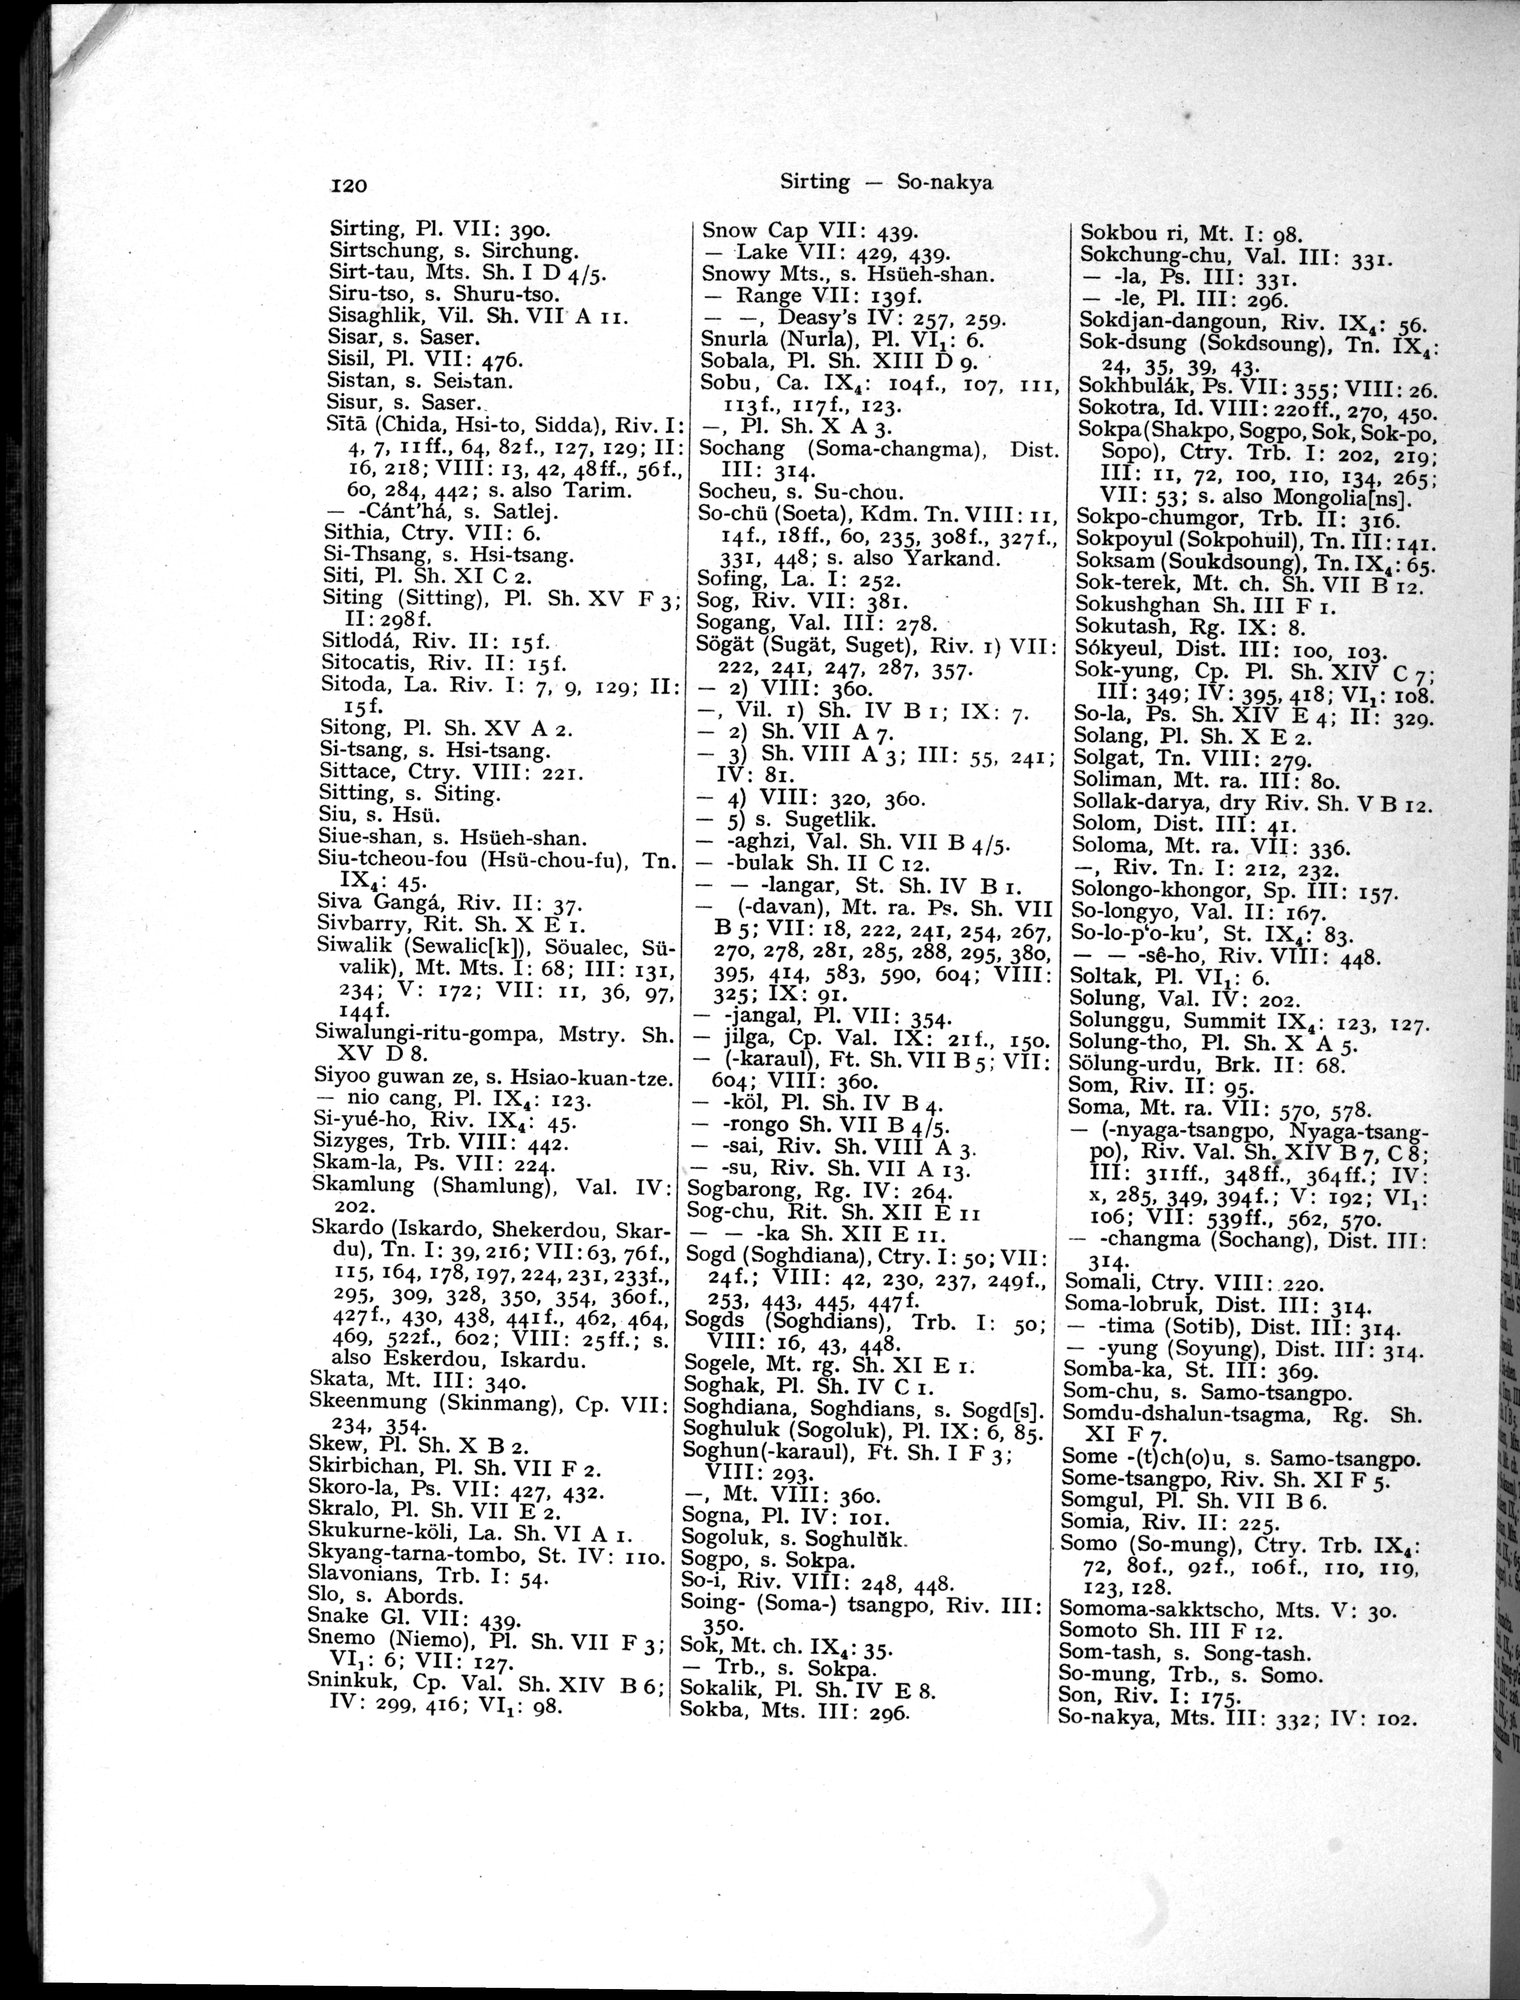 120
Sirting — So-nakya
Sirting, Pl. VII: 390.
Sirtschung, s. Sirchung.
Sirt-tau, Mts. Sh. I D 4/5.
Siru-tso, s. Shuru-tso.
Sisaghlik, Vil. Sh. VII A 11.
Sisar, s. Saser.
Sisil, Pl. VII: 476.
Sistan, s. Seistan.
Sisur, s. Saser.
Sītā (Chida, Hsi-to, Sidda), Riv. I:
4, 7, 11ff., 64, 82f., 127, 129; II:
16, 218; VIII: 13, 42, 48ff., 56f.,
60, 284, 442; s. also Tarim.
— -Cánt'há, s. Satlej.
Sithia, Ctry. VII: 6.
Si-Thsang, s. Hsi-tsang.
Siti, Pl. Sh. XI C 2.
Siting (Sitting), Pl. Sh. XV F 3;
II: 298f.
Sitlodá, Riv. II: 15f.
Sitocatis, Riv. II: 15f.
Sitoda, La. Riv. I: 7, 9, 129; II:
15f.
Sitong, Pl. Sh. XV A 2.
Si-tsang, s. Hsi-tsang.
Sittace, Ctry. VIII: 221.
Sitting, s. Siting.
Siu, s. Hsü.
Siue-shan, s. Hsüeh-shan.
Siu-tcheou-fou (Hsü-chou-fu), Tn.
IX₄: 45.
Siva Gangá, Riv. II: 37.
Sivbarry, Rit. Sh. X E 1.
Siwalik (Sewalic[k]), Söualec, Sü-
valik), Mt. Mts. I: 68; III: 131,
234; V: 172; VII: 11, 36, 97,
144f.
Siwalungi-ritu-gompa, Mstry. Sh.
XV D 8.
Siyoo guwan ze, s. Hsiao-kuan-tze.
— nio cang, Pl. IX₄: 123.
Si-yué-ho, Riv. IX₄: 45.
Sizyges, Trb. VIII: 442.
Skam-la, Ps. VII: 224.
Skamlung (Shamlung), Val. IV:
202.
Skardo (Iskardo, Shekerdou, Skar-
du), Tn. I: 39, 216; VII: 63, 76f.,
115, 164, 178, 197, 224, 231, 233f.,
295, 309, 328, 350, 354, 360f.,
427f., 430, 438, 441f., 462, 464,
469, 522f., 602; VIII: 25ff.; s.
also Eskerdou, Iskardu.
Skata, Mt. III: 340.
Skeenmung (Skinmang), Cp. VII:
234, 354.
Skew, Pl. Sh. X B 2.
Skirbichan, Pl. Sh. VII F 2.
Skoro-la, Ps. VII: 427, 432.
Skralo, Pl. Sh. VII E 2.
Skukurne-köli, La. Sh. VI A 1.
Skyang-tarna-tombo, St. IV: 110.
Slavonians, Trb. I: 54.
Slo, s. Abords.
Snake Gl. VII: 439.
Snemo (Niemo), Pl. Sh. VII F 3;
VI₁: 6; VII: 127.
Sninkuk, Cp. Val. Sh. XIV B 6;
IV: 299, 416; VI₁: 98.
Snow Cap VII: 439.
— Lake VII: 429, 439.
Snowy Mts., s. Hsüeh-shan.
— Range VII: 139f.
— —, Deasy's IV: 257, 259.
Snurla (Nurla), Pl. VI₁: 6.
Sobala, Pl. Sh. XIII D 9.
Sobu, Ca. IX₄: 104f., 107, 111,
113f., 117f., 123.
—, Pl. Sh. X A 3.
Sochang (Soma-changma), Dist.
III: 314.
Socheu, s. Su-chou.
So-chü (Soeta), Kdm. Tn. VIII: 11,
14f., 18ff., 60, 235, 308f., 327f.,
331, 448; s. also Yarkand.
Sofing, La. I: 252.
Sog, Riv. VII: 381.
Sogang, Val. III: 278.
Sögät (Sugät, Suget), Riv. 1) VII:
222, 241, 247, 287, 357.
— 2) VIII: 360.
—, Vil. 1) Sh. IV B 1; IX: 7.
— 2) Sh. VII A 7.
— 3) Sh. VIII A 3; III: 55, 241;
IV: 81.
— 4) VIII: 320, 360.
— 5) s. Sugetlik.
— -aghzi, Val. Sh. VII B 4/5.
— -bulak Sh. II C 12.
— — -langar, St. Sh. IV B 1.
— (-davan), Mt. ra. Ps. Sh. VII
B 5; VII: 18, 222, 241, 254, 267,
270, 278, 281, 285, 288, 295, 380,
395, 414, 583, 590, 604; VIII:
325; IX: 91.
— -jangal, Pl. VII: 354.
— jilga, Cp. Val. IX: 21f., 150.
— (-karaul), Ft. Sh. VII B 5; VII:
604; VIII: 360.
— -köl, Pl. Sh. IV B 4.
— -rongo Sh. VII B 4/5.
— -sai, Riv. Sh. VIII A 3.
— -su, Riv. Sh. VII A 13.
Sogbarong, Rg. IV: 264.
Sog-chu, Rit. Sh. XII E 11
— — -ka Sh. XII E 11.
Sogd (Soghdiana), Ctry. I: 50; VII:
24f.; VIII: 42, 230, 237, 249f.,
253, 443, 445, 447f.
Sogds (Soghdians), Trb. I: 50;
VIII: 16, 43, 448.
Sogele, Mt. rg. Sh. XI E 1.
Soghak, Pl. Sh. IV C 1.
Soghdiana, Soghdians, s. Sogd[s].
Soghuluk (Sogoluk), Pl. IX: 6, 85.
Soghun(-karaul), Ft. Sh. I F 3;
VIII: 293.
—, Mt. VIII: 360.
Sogna, Pl. IV: 101.
Sogoluk, s. Soghulŭk.
Sogpo, s. Sokpa.
So-i, Riv. VIII: 248, 448.
Soing- (Soma-) tsangpo, Riv. III:
350.
Sok, Mt. ch. IX₄: 35.
— Trb., s. Sokpa.
Sokalik, Pl. Sh. IV E 8.
Sokba, Mts. III: 296.
Sokbou ri, Mt. I: 98.
Sokchung-chu, Val. III: 331.
— -la, Ps. III: 331.
— -le, Pl. III: 296.
Sokdjan-dangoun, Riv. IX₄: 56.
Sok-dsung (Sokdsoung), Tn. IX₄:
24, 35, 39, 43.
Sokhbulák, Ps. VII: 355; VIII: 26.
Sokotra, Id. VIII: 220ff., 270, 450.
Sokpa (Shakpo, Sogpo, Sok, Sok-po,
Sopo), Ctry. Trb. I: 202, 219;
III: 11, 72, 100, 110, 134, 265;
VII: 53; s. also Mongolia[ns].
Sokpo-chumgor, Trb. II: 316.
Sokpoyul (Sokpohuil), Tn. III: 141.
Soksam (Soukdsoung), Tn. IX₄: 65.
Sok-terek, Mt. ch. Sh. VII B 12.
Sokushghan Sh. III F 1.
Sokutash, Rg. IX: 8.
Sókyeul, Dist. III: 100, 103.
Sok-yung, Cp. Pl. Sh. XIV C 7;
III: 349; IV: 395, 418; VI₁: 108.
So-la, Ps. Sh. XIV E 4; II: 329.
Solang, Pl. Sh. X E 2.
Solgat, Tn. VIII: 279.
Soliman, Mt. ra. III: 80.
Sollak-darya, dry Riv. Sh. V B 12.
Solom, Dist. III: 41.
Soloma, Mt. ra. VII: 336.
—, Riv. Tn. I: 212, 232.
Solongo-khongor, Sp. III: 157.
So-longyo, Val. II: 167.
So-lo-p'o-ku', St. IX₄: 83.
— — -sê-ho, Riv. VIII: 448.
Soltak, Pl. VI₁: 6.
Solung, Val. IV: 202.
Solunggu, Summit IX₄: 123, 127.
Solung-tho, Pl. Sh. X A 5.
Sölung-urdu, Brk. II: 68.
Som, Riv. II: 95.
Soma, Mt. ra. VII: 570, 578.
— (-nyaga-tsangpo, Nyaga-tsang-
po), Riv. Val. Sh. XIV B 7, C 8;
III: 311ff., 348ff., 364ff.; IV:
x, 285, 349, 394f.; V: 192; VI₁:
106; VII: 539ff., 562, 570.
— -changma (Sochang), Dist. III:
314.
Somali, Ctry. VIII: 220.
Soma-lobruk, Dist. III: 314.
— -tima (Sotib), Dist. III: 314.
— -yung (Soyung), Dist. III: 314.
Somba-ka, St. III: 369.
Som-chu, s. Samo-tsangpo.
Somdu-dshalun-tsagma, Rg. Sh.
XI F 7.
Some -(t)ch(o)u, s. Samo-tsangpo.
Some-tsangpo, Riv. Sh. XI F 5.
Somgul, Pl. Sh. VII B 6.
Somia, Riv. II: 225.
Somo (So-mung), Ctry. Trb. IX₄:
72, 80f., 92f., 106f., 110, 119,
123, 128.
Somoma-sakktscho, Mts. V: 30.
Somoto Sh. III F 12.
Som-tash, s. Song-tash.
So-mung, Trb., s. Somo.
Son, Riv. I: 175.
So-nakya, Mts. III: 332; IV: 102.